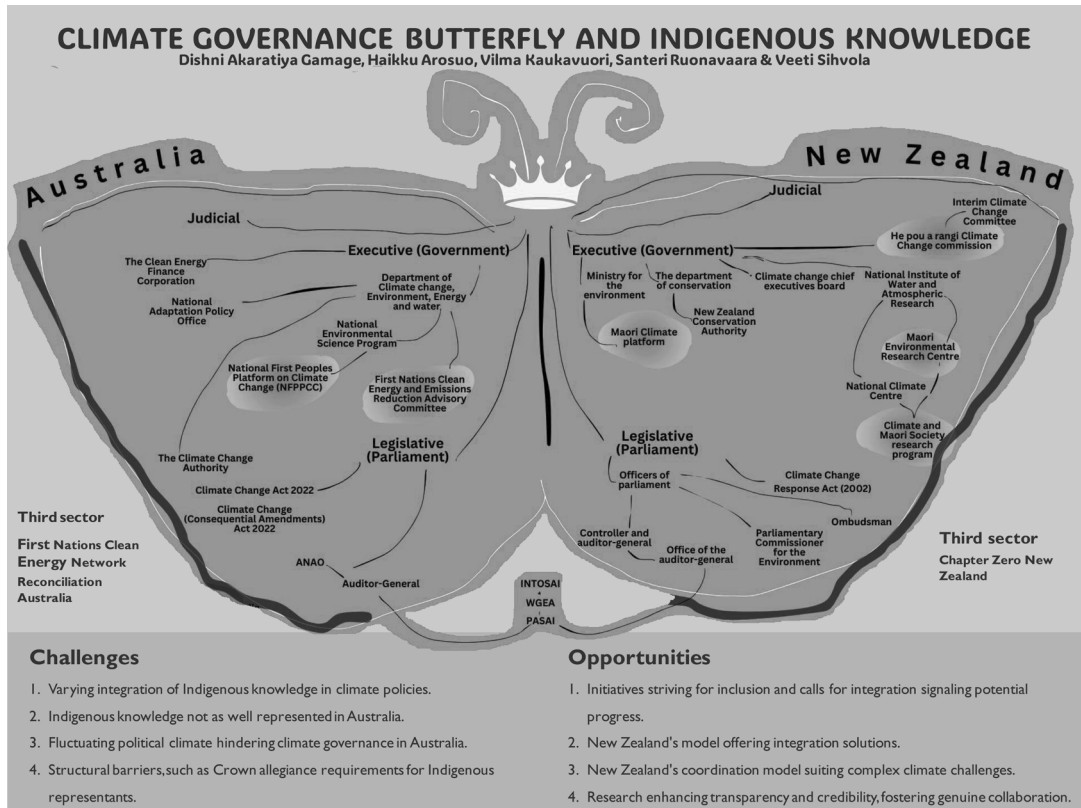 CLIMATE GOVERNANCE BUTTERFLY AND INDIGENOUS KNOWLEDGE
Dishni Akaratiya Gamage, Haikku Arosuo, Vilma Kaukavuori, Santeri Ruonavaara & Veeti Sihvola
Australia
Judicial
Executive (Government)
The Clean Energy
Finance
Corporation
Department of
Climate change,
Environment, Energy
and water
National
Adaptation Policy
Office
National
Environmental
Science Program
National First Peoples
Platform on Climate
Change (NFPPCC)
First Nations Clean
Energy and Emissions
Reduction Advisory
Committee
Legislative
(Parliament)
The Climate Change
Authority
Climate Change Act 2022
Climate Change
(Consequential Amendments)
Act 2022
ANAO
Auditor-General
Third sector
First Nations Clean
Energy Network
Reconciliation
Australia
New Zealand
Judicial
Interim Climate
Change
Committee
He pou a rangi Climate
Change commission
Executive (Government)
Ministry for
the
environment
The department
of conservation
Climate change chief
executives board
National Institute of
Water and
Atmospheric
Research
New Zealand
Conservation
Authority
Maori Climate
platform
Maori
Environmental
Research Centre
National Climate
Centre
Climate and
Maori Society
research
program
Legislative
(Parliament)
Officers of
parliament
Climate Change
Response Act (2002)
Ombudsman
Controller and
auditor-general
Office of the
auditor-general
Parliamentary
Commissioner
for the
Environment
Third sector
Chapter Zero New
Zealand
INTOSAI
WGEA
PASAI
Challenges
1. Varying integration of Indigenous knowledge in climate policies.
2. Indigenous knowledge not as well represented in Australia.
3. Fluctuating political climate hindering climate governance in Australia.
4. Structural barriers, such as Crown allegiance requirements for Indigenous
representants.
Opportunities
1. Initiatives striving for inclusion and calls for integration signaling potential
progress.
2. New Zealand's model offering integration solutions.
3. New Zealand's coordination model suiting complex climate challenges.
4. Research enhancing transparency and credibility, fostering genuine collaboration.